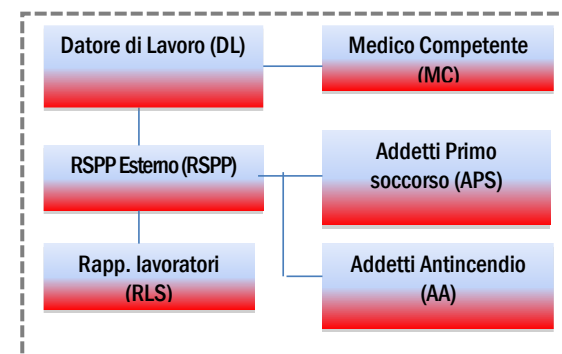 Datore di Lavoro (DL)
Medico Competente
(MC)
RSPP Esterno (RSPP)
Addetti Primo
soccorso (APS)
Rapp. lavoratori
(RLS)
Addetti Antincendio
(AA)